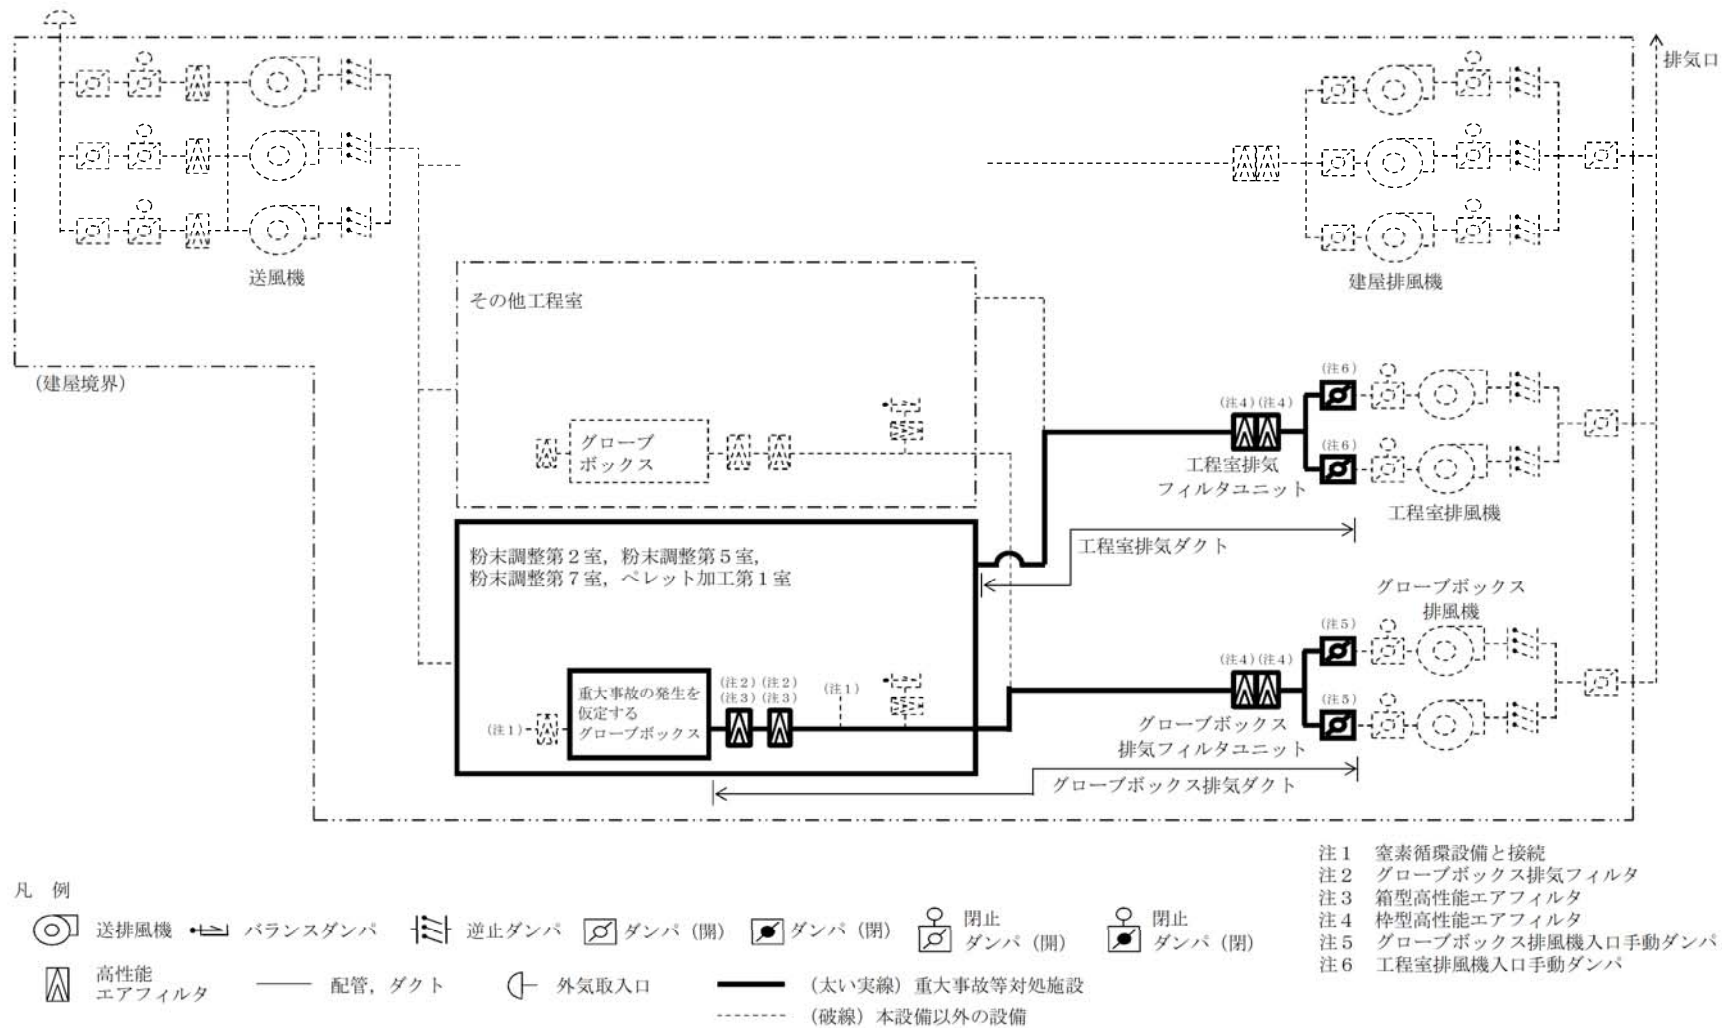 排気口
送風機
建屋排風機
その他工程室
(建屋境界)
グローブ
ボックス
(注6)
(注4)(注4)
(注6)
工程室排気
フィルタユニット
工程室排風機
工程室排気ダクト
粉末調整第2室，粉末調整第5室，
粉末調整第7室，ペレット加工第1室
グローブボックス
排風機
(注5)
(注4)(注4)
(注5)
重大事故の発生を
仮定する
グローブボックス
(注1)
(注2)(注2)
(注3)(注3)
(注1)
グローブボックス
排気フィルタユニット
グローブボックス排気ダクト
注1 窒素循環設備と接続
注2 グローブボックス排気フィルタ
注3 箱型高性能エアフィルタ
注4 枠型高性能エアフィルタ
注5 グローブボックス排風機入口手動ダンパ
注6 工程室排風機入口手動ダンパ
凡 例
送排風機
バランスダンパ
逆止ダンパ
ダンパ（開）
ダンパ（閉）
閉止
ダンパ（開）
閉止
ダンパ（閉）
高性能
エアフィルタ
配管，ダクト
外気取入口
（太い実線）重大事故等対処施設
（破線）本設備以外の設備